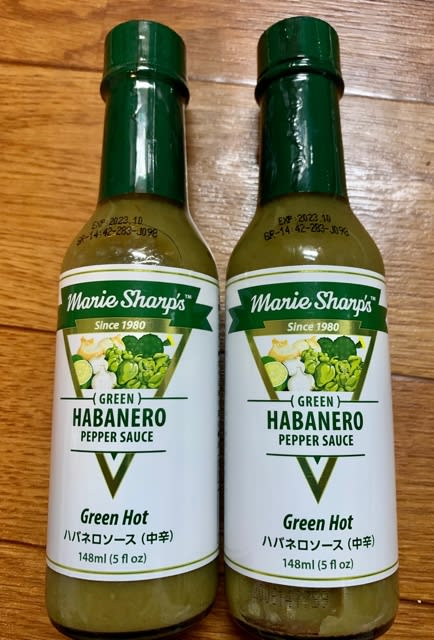 EXP 2023.10
GR-14:42-283-J098
Marie Sharp's™
Since 1980
(GREEN)
HABANERO
PEPPER SAUCE
Green Hot
ハバネロソース (中辛)
148ml (5 fl oz)
EXP 2023.10
GR-14:42-283-J098
Marie Sharp's™
Since 1980
(GREEN)
HABANERO
PEPPER SAUCE
Green Hot
ハバネロソース (中辛)
148ml (5 fl oz)